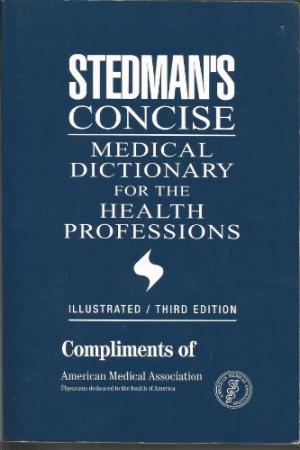 STEDMAN'S
CONCISE
MEDICAL
DICTIONARY
FOR THE
HEALTH
PROFESSIONS
ILLUSTRATED / THIRD EDITION
Compliments of
American Medical Association
Physicians dedicated to the health of America